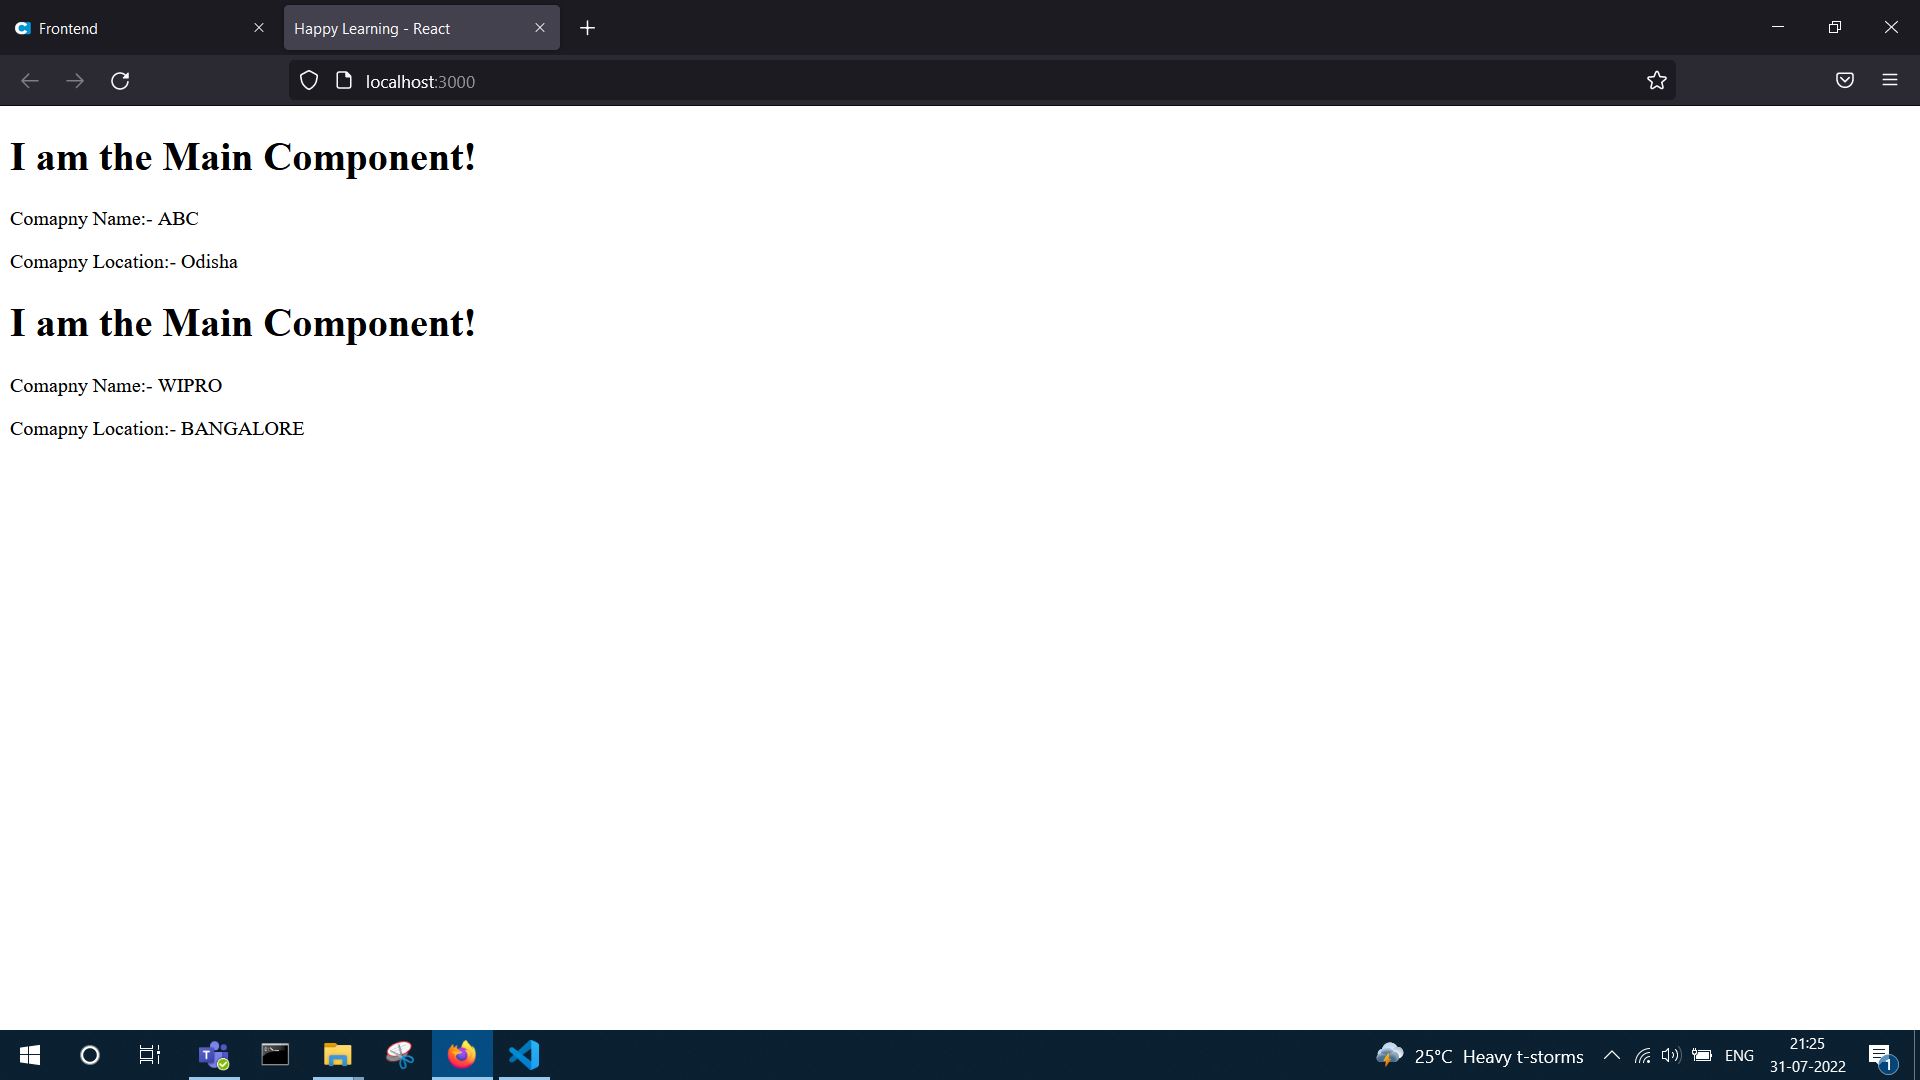 Frontend
Happy Learning - React
localhost:3000
I am the Main Component!
Comapny Name:- ABC
Comapny Location:- Odisha
I am the Main Component!
Comapny Name:- WIPRO
Comapny Location:- BANGALORE
25°C Heavy t-storms
ENG
21:25
31-07-2022
1